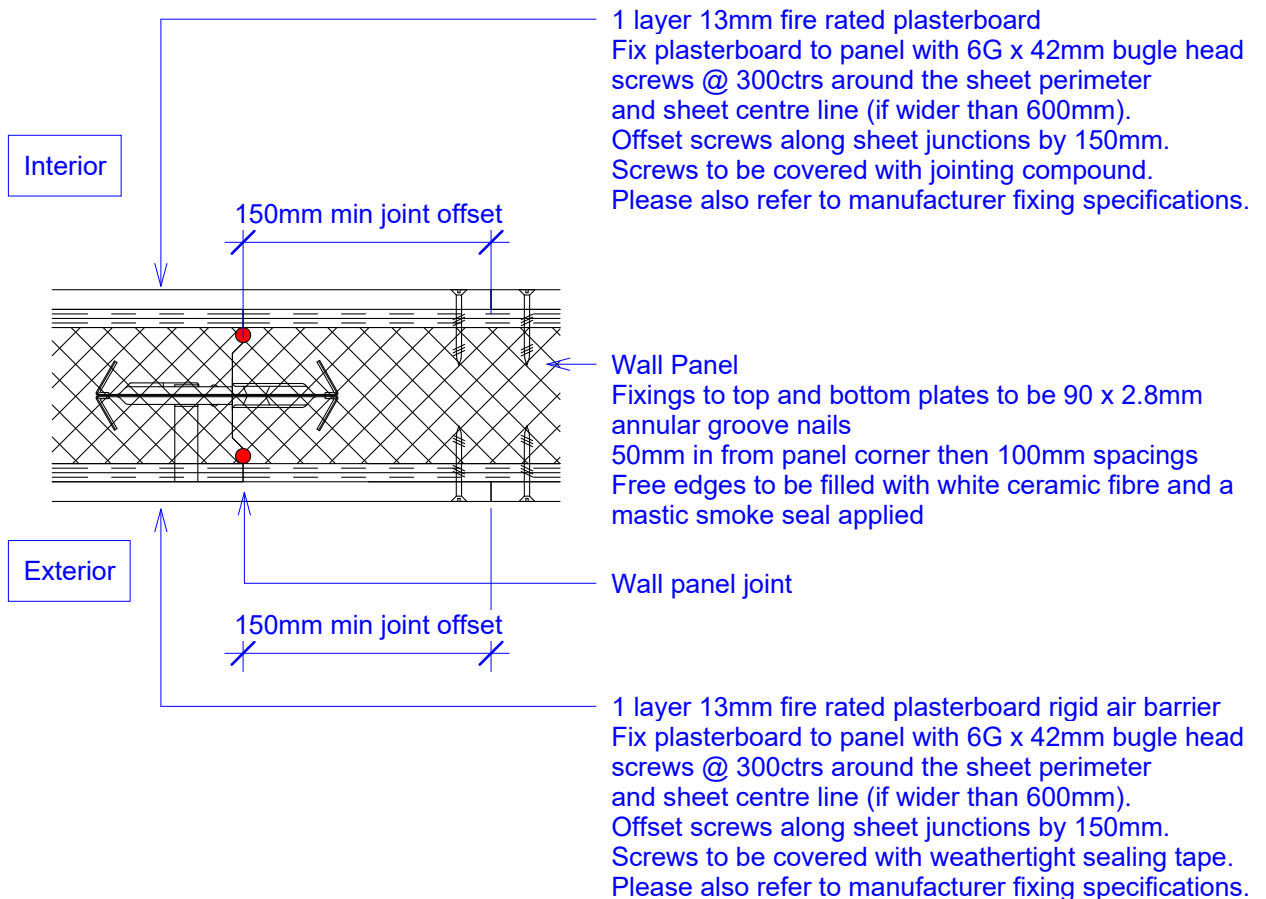 1 layer 13mm fire rated plasterboard
Fix plasterboard to panel with 6G x 42mm bugle head
screws @ 300ctrs around the sheet perimeter
and sheet centre line (if wider than 600mm).
Offset screws along sheet junctions by 150mm.
Screws to be covered with jointing compound.
Please also refer to manufacturer fixing specifications.
Interior
150mm min joint offset
Wall Panel
Fixings to top and bottom plates to be 90 x 2.8mm
annular groove nails
50mm in from panel corner then 100mm spacings
Free edges to be filled with white ceramic fibre and a
mastic smoke seal applied
Exterior
Wall panel joint
150mm min joint offset
1 layer 13mm fire rated plasterboard rigid air barrier
Fix plasterboard to panel with 6G x 42mm bugle head
screws @ 300ctrs around the sheet perimeter
and sheet centre line (if wider than 600mm).
Offset screws along sheet junctions by 150mm.
Screws to be covered with weathertight sealing tape.
Please also refer to manufacturer fixing specifications.